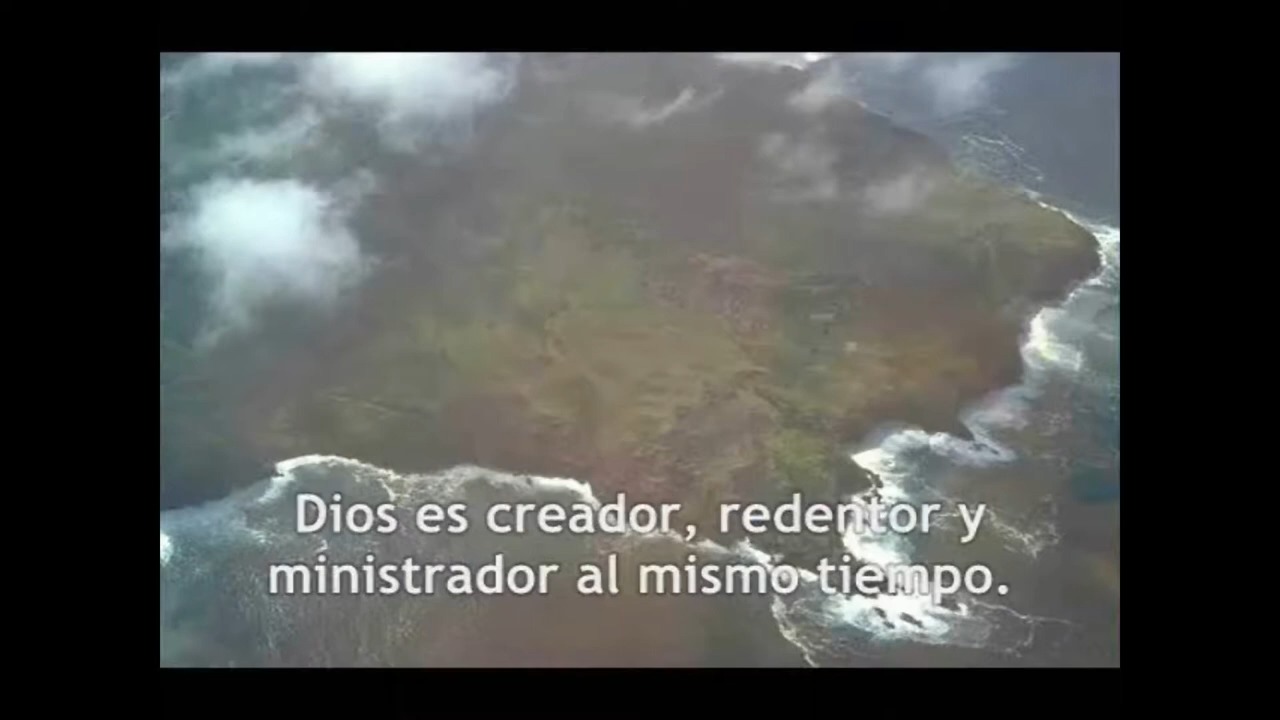 Dios es creador, redentor y
ministrador al mismo tiempo.